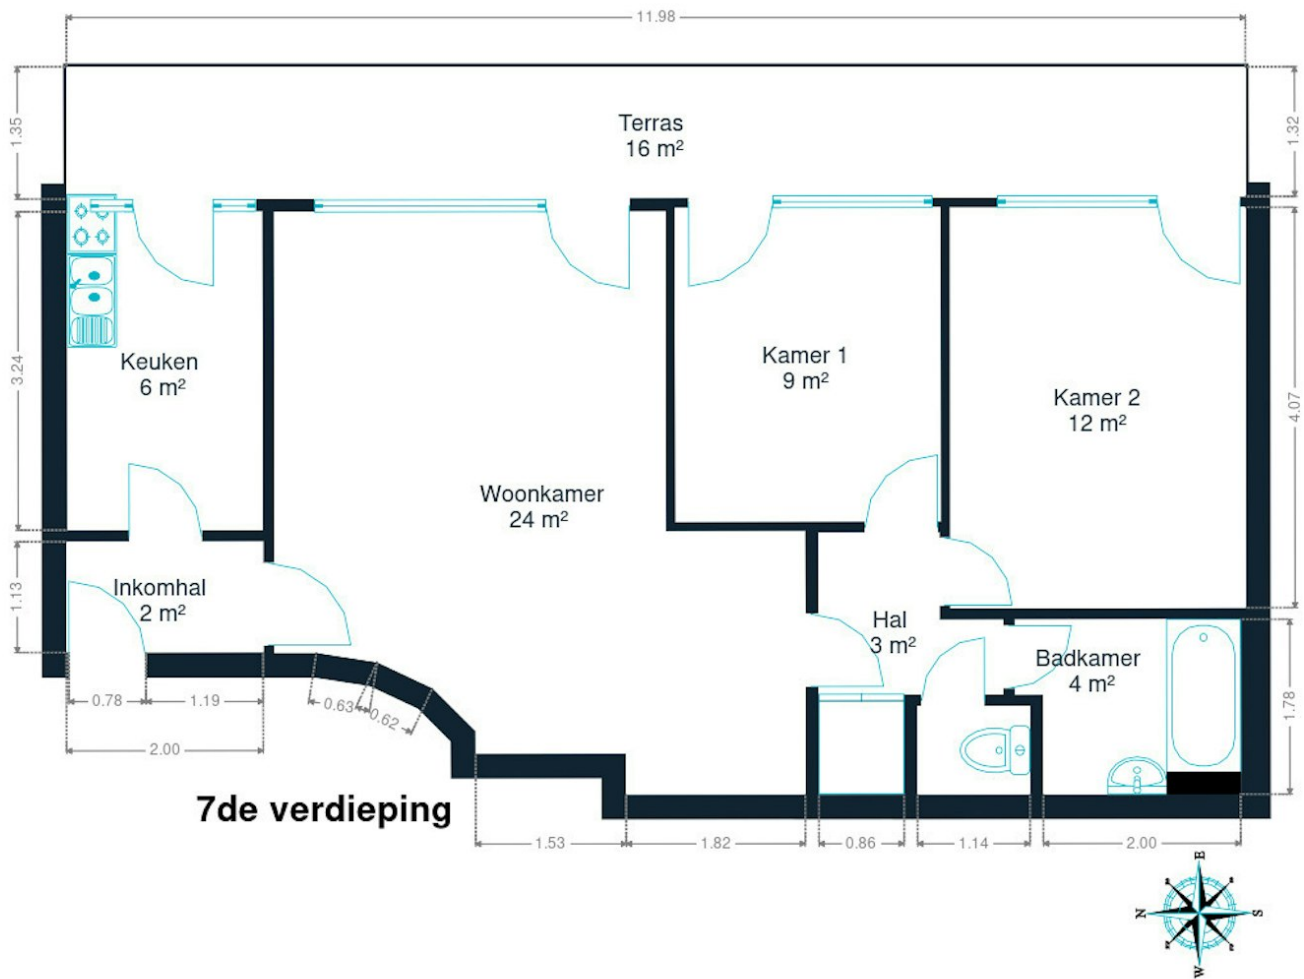 11.98
1.35
1.32
Terras
16 m²
3.24
4.07
Keuken
6 m²
Kamer 1
9 m²
Kamer 2
12 m²
Woonkamer
24 m²
1.13
Inkomhal
2 m²
Hal
3 m²
Badkamer
4 m²
1.78
0.78
1.19
0.63
0.62
2.00
7de verdieping
1.53
1.82
0.86
1.14
2.00
E
N
S
W